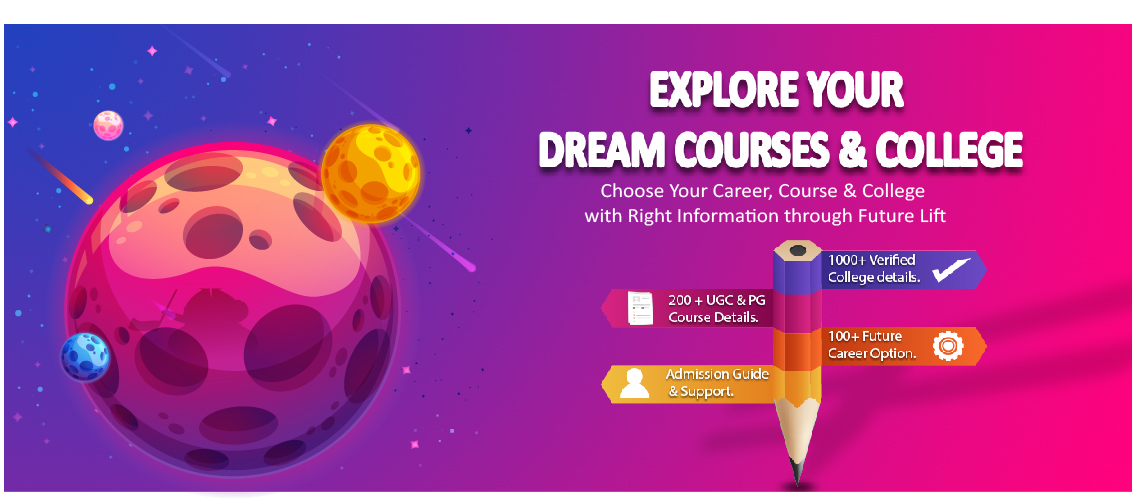 EXPLORE YOUR
DREAM COURSES & COLLEGE
Choose Your Career, Course & College
with Right Information through Future Lift
1000+ Verified
College details.
200 + UGC & PG
Course Details.
100+ Future
Career Option.
Admission Guide
& Support.